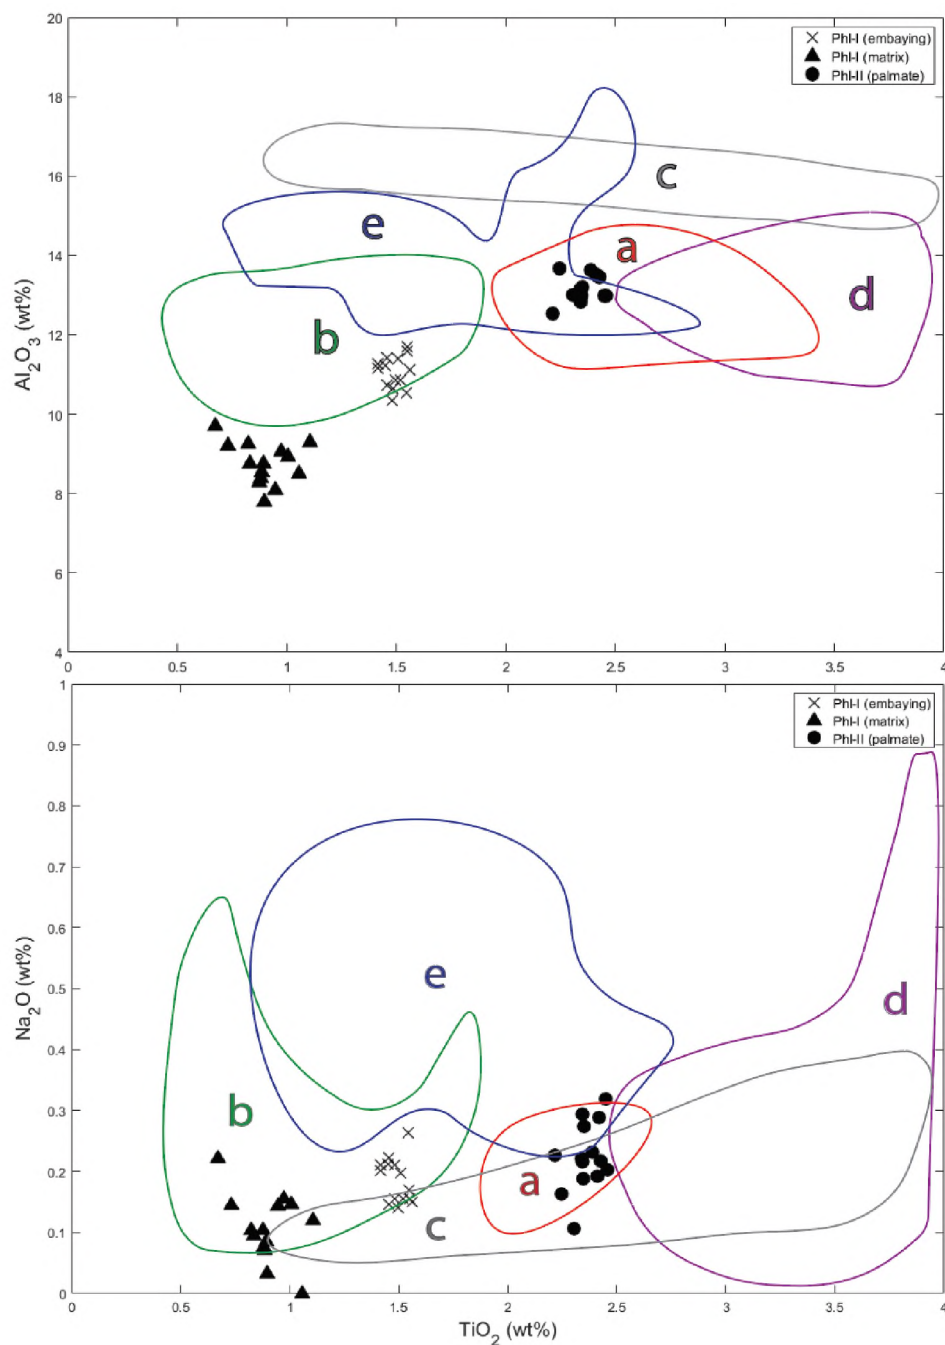 20
18
16
14
12
10
8
6
4
Al₂O₃ (wt%)
Phl-I (embaying)
Phl-I (matrix)
Phl-II (palmate)
c
e
a
d
b
0
0.5
1
1.5
2
2.5
3
3.5
4
1
0.9
0.8
0.7
0.6
0.5
0.4
0.3
0.2
0.1
0
Na₂O (wt%)
Phl-I (embaying)
Phl-I (matrix)
Phl-II (palmate)
e
d
b
a
c
0
0.5
1
1.5
2
2.5
3
3.5
4
TiO₂ (wt%)